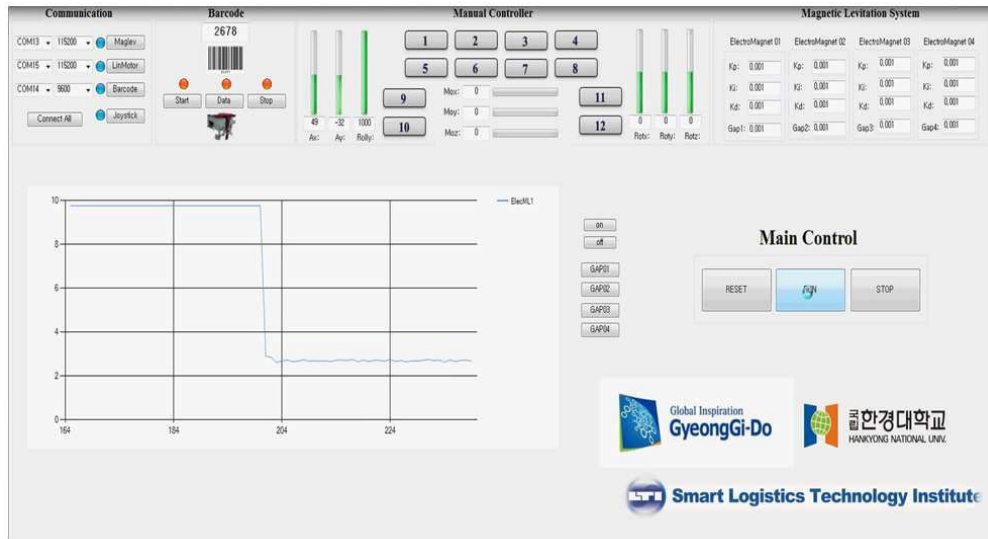 Communication
Barcode
Manual Controller
Magnetic Levitation System
COM13 115200 Maglev
COM15 115200 LinMotor
COM14 9600 Barcode
Connect All
Joystick
2678
Start Data Stop
49 -32 1000
Ax: Ay: Rolly:
1 2 3 4
5 6 7 8
9
10
Mox: 0
Moy: 0
Moz: 0
11
12
0 0 0
Rotx: Roty: Rotz:
ElectroMagnet 01 ElectroMagnet 02 ElectroMagnet 03 ElectroMagnet 04
Kp: 0.001 Kp: 0.001 Kp: 0.001 Kp: 0.001
Ki: 0.001 Ki: 0.001 Ki: 0.001 Ki: 0.001
Kd: 0.001 Kd: 0.001 Kd: 0.001 Kd: 0.001
Gap1: 0.001 Gap2: 0.001 Gap3: 0.001 Gap4: 0.001
10
8
6
4
2
0
164 184 204 224
ElecML1
on
off
GAP01
GAP02
GAP03
GAP04
Main Control
RESET
STOP
Global Inspiration
GyeongGi-Do
국립 한경대학교
HANKYONG NATIONAL UNIV.
LTI Smart Logistics Technology Institute